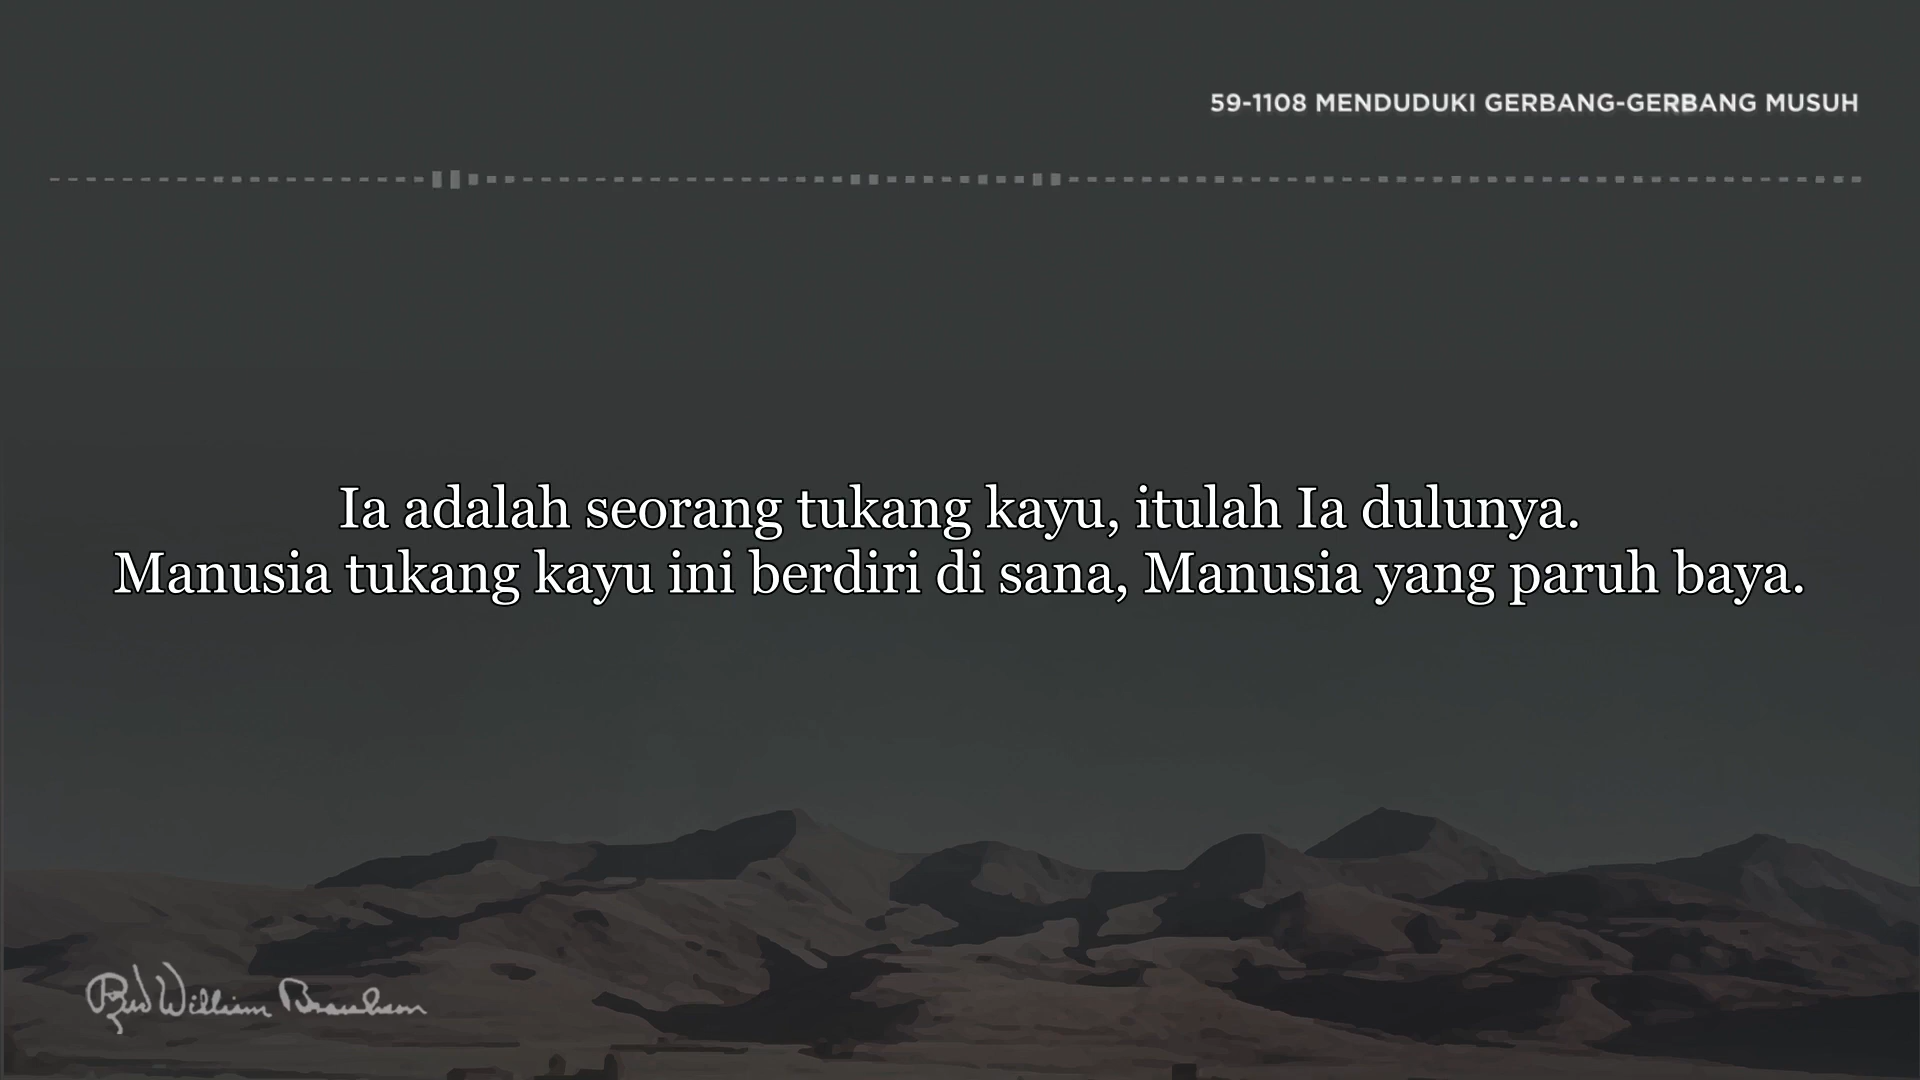 59-1108 MENDUDUKI GERBANG-GERBANG MUSUH
Ia adalah seorang tukang kayu, itulah Ia dulunya.
Manusia tukang kayu ini berdiri di sana, Manusia yang paruh baya.
Rev William Branham